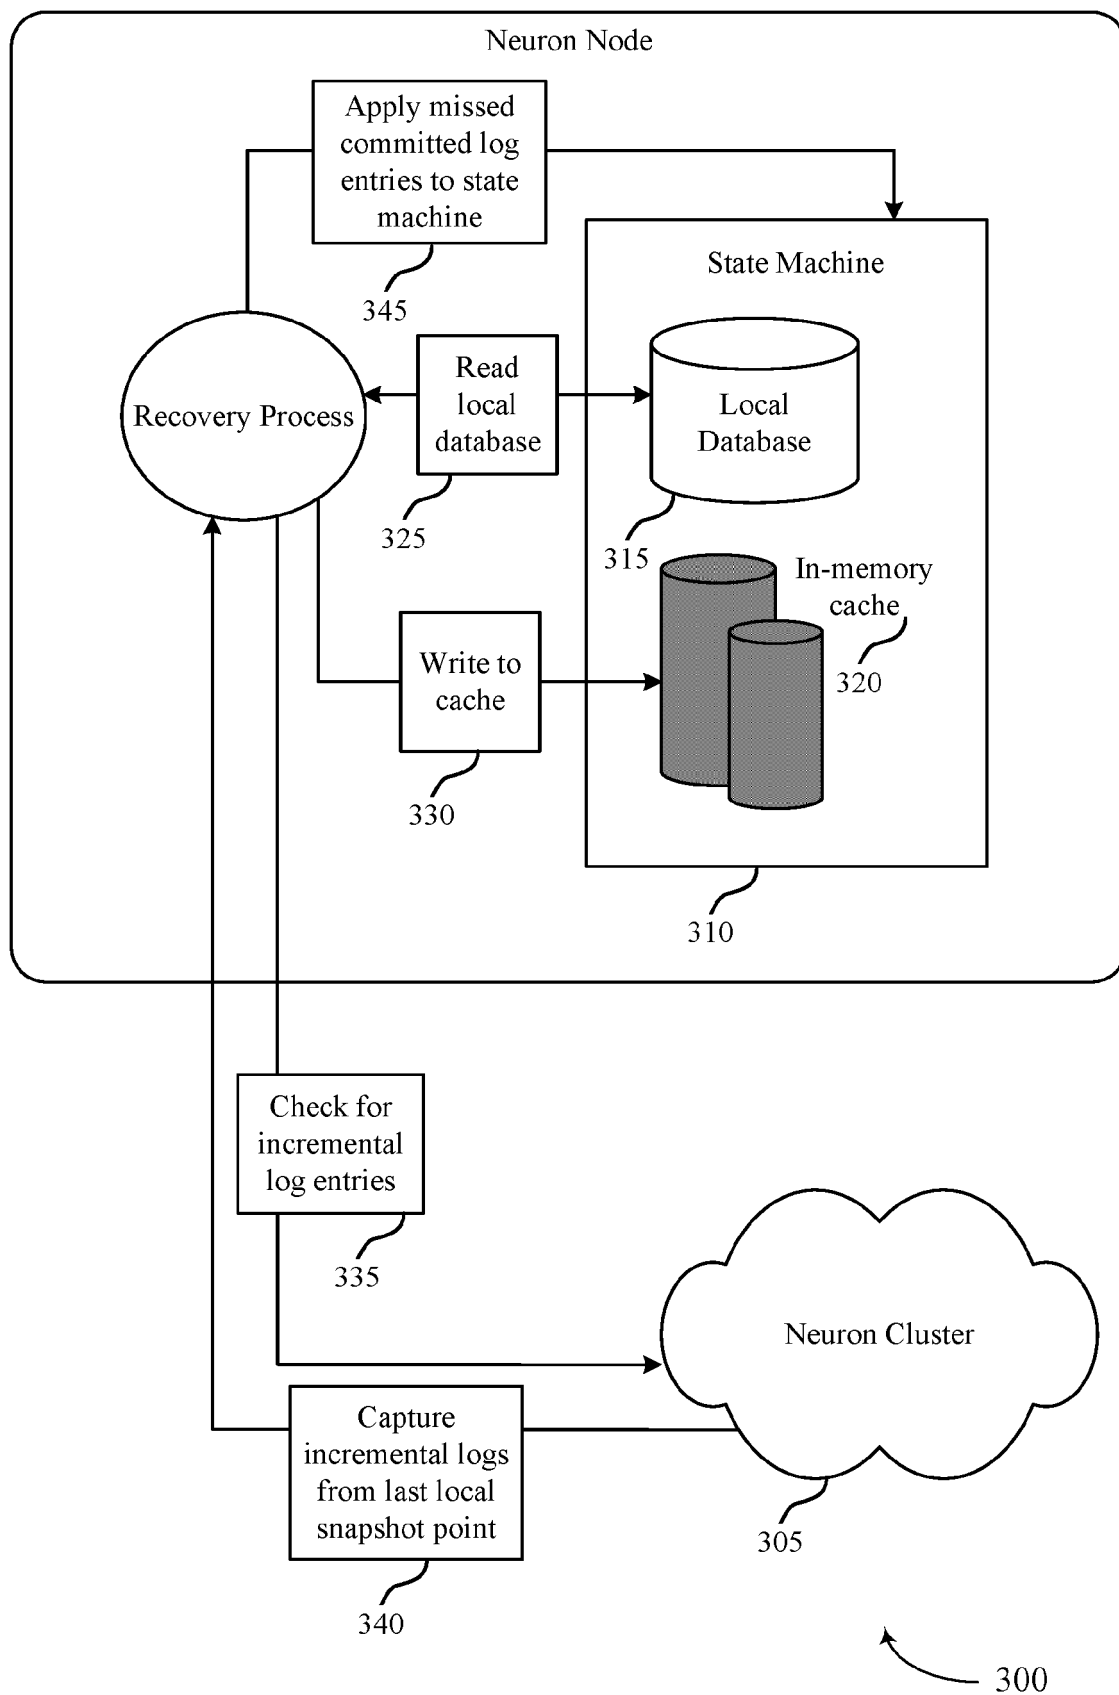 Neuron Node
Apply missed
committed log
entries to state
machine
345
State Machine
Recovery Process
Read
local
database
325
Local
Database
315
In-memory
cache
320
Write to
cache
330
310
Check for
incremental
log entries
335
Neuron Cluster
305
Capture
incremental logs
from last local
snapshot point
340
300